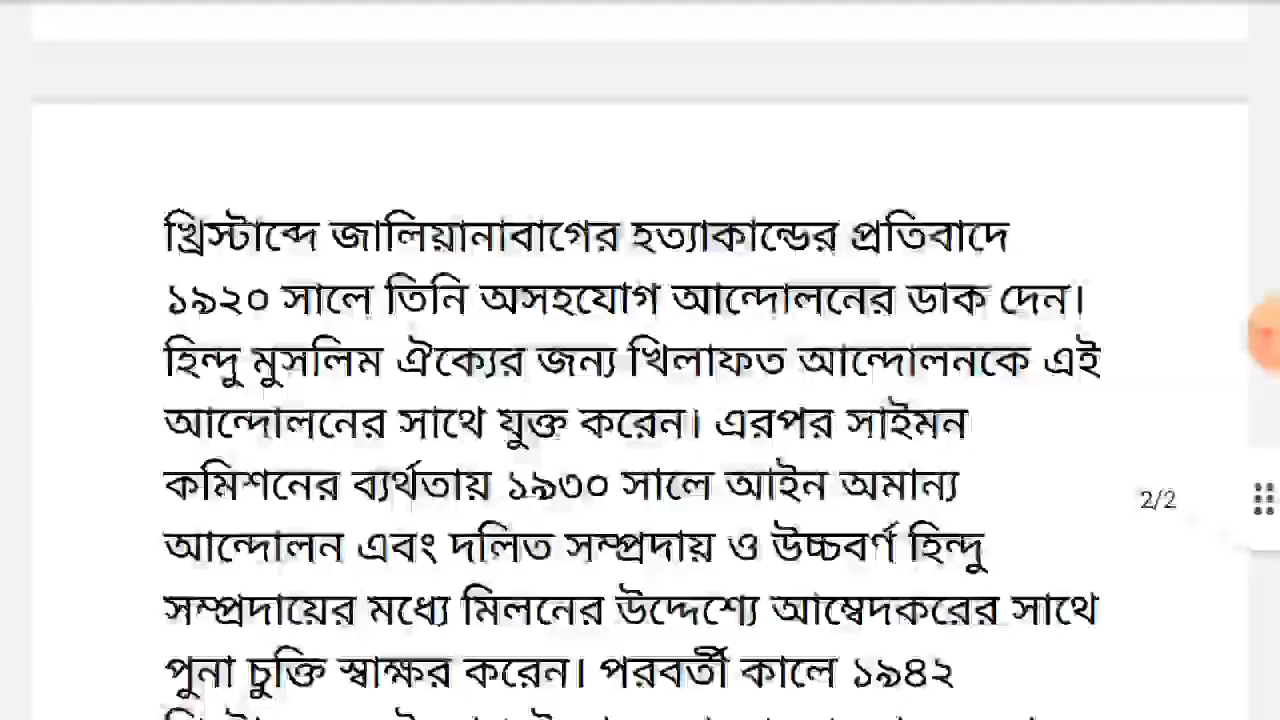 খ্রিস্টাব্দে জালিয়ানাবাগের হত্যাকান্ডের প্রতিবাদে
১৯২০ সালে তিনি অসহযোগ আন্দোলনের ডাক দেন।
হিন্দু মুসলিম ঐক্যের জন্য খিলাফত আন্দোলনকে এই
আন্দোলনের সাথে যুক্ত করেন। এরপর সাইমন
কমিশনের ব্যর্থতায় ১৯৩০ সালে আইন অমান্য
আন্দোলন এবং দলিত সম্প্রদায় ও উচ্চবর্ণ হিন্দু
সম্প্রদায়ের মধ্যে মিলনের উদ্দেশ্যে আম্বেদকরের সাথে
পুনা চুক্তি স্বাক্ষর করেন। পরবর্তী কালে ১৯৪২
2/2